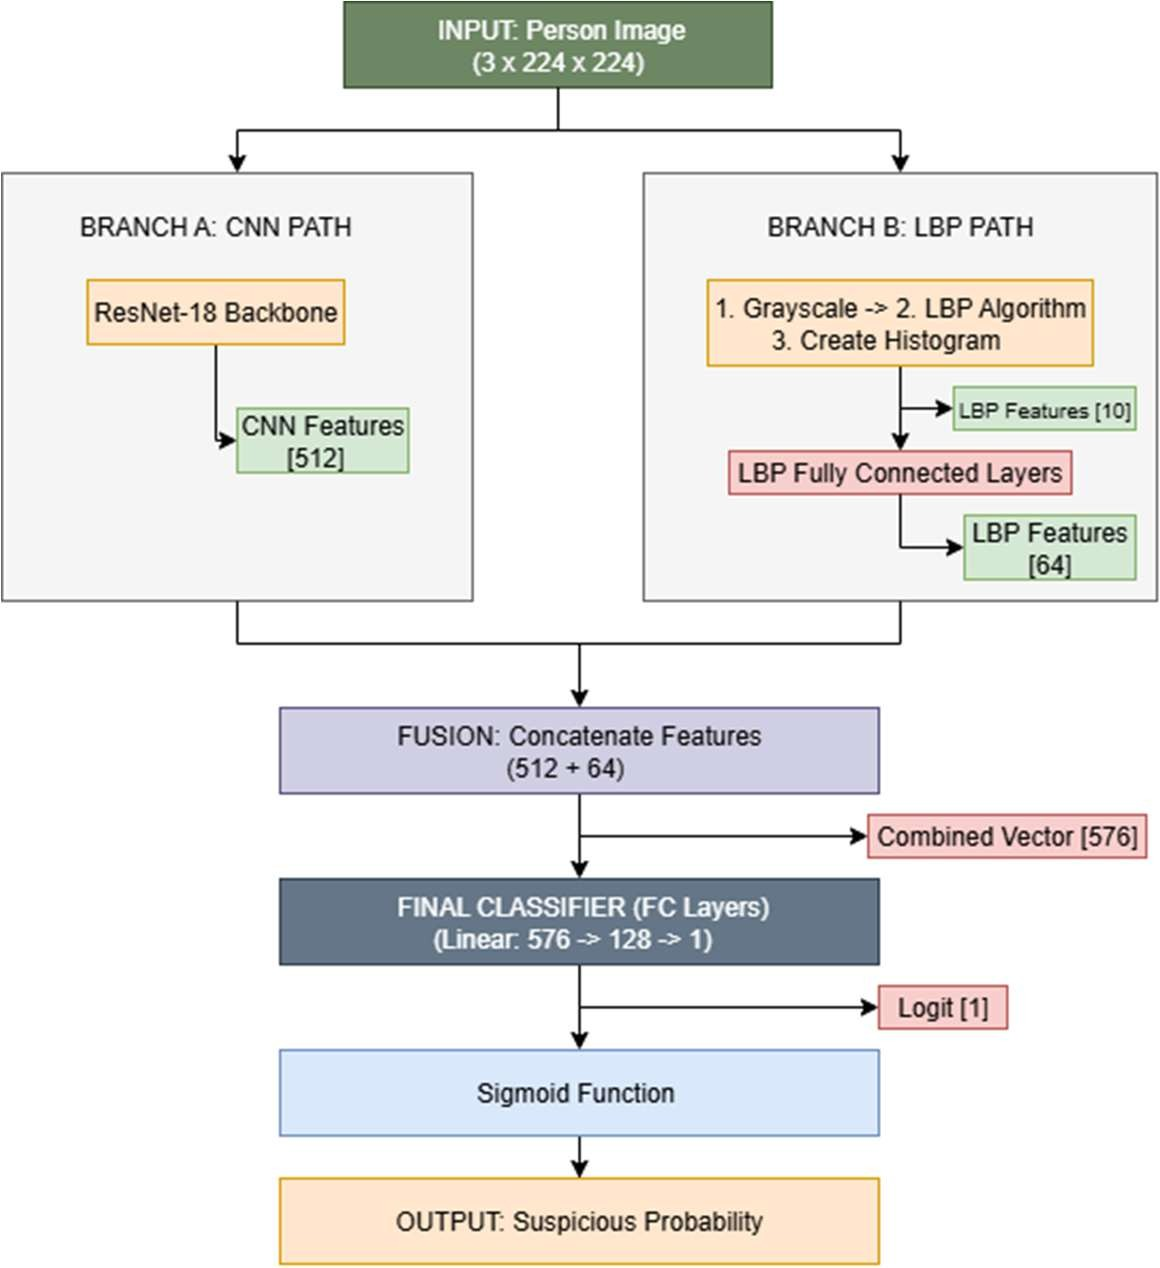 INPUT: Person Image
(3 x 224 x 224)
BRANCH A: CNN PATH
ResNet-18 Backbone
CNN Features
[512]
BRANCH B: LBP PATH
1. Grayscale -> 2. LBP Algorithm
3. Create Histogram
LBP Features [10]
LBP Fully Connected Layers
LBP Features
[64]
FUSION: Concatenate Features
(512 + 64)
Combined Vector [576]
FINAL CLASSIFIER (FC Layers)
(Linear: 576 -> 128 -> 1)
Logit [1]
Sigmoid Function
OUTPUT: Suspicious Probability